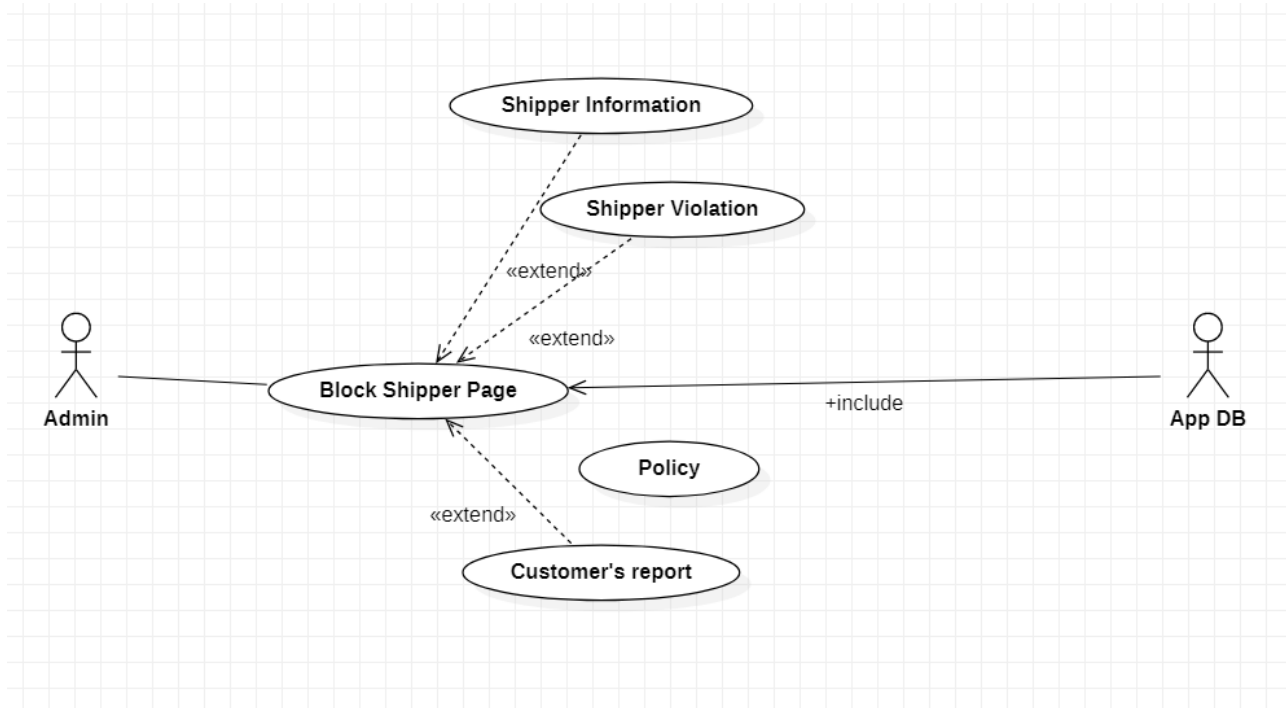 Shipper Information
Shipper Violation
«extend»
«extend»
Admin
Block Shipper Page
+include
App DB
Policy
«extend»
Customer's report